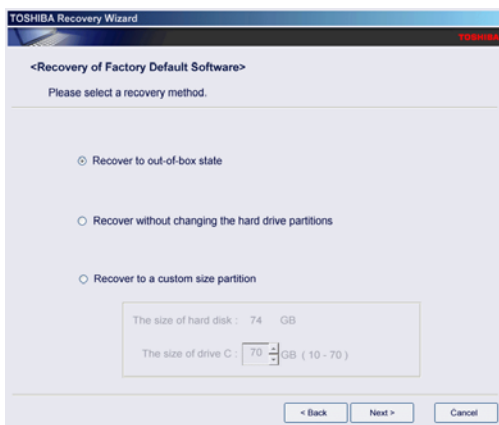 TOSHIBA Recovery Wizard
TOSHIBA
<Recovery of Factory Default Software>
Please select a recovery method.
Recover to out-of-box state
Recover without changing the hard drive partitions
Recover to a custom size partition
The size of hard disk : 74 GB
The size of drive C : 70 GB ( 10 - 70 )
< Back Next > Cancel